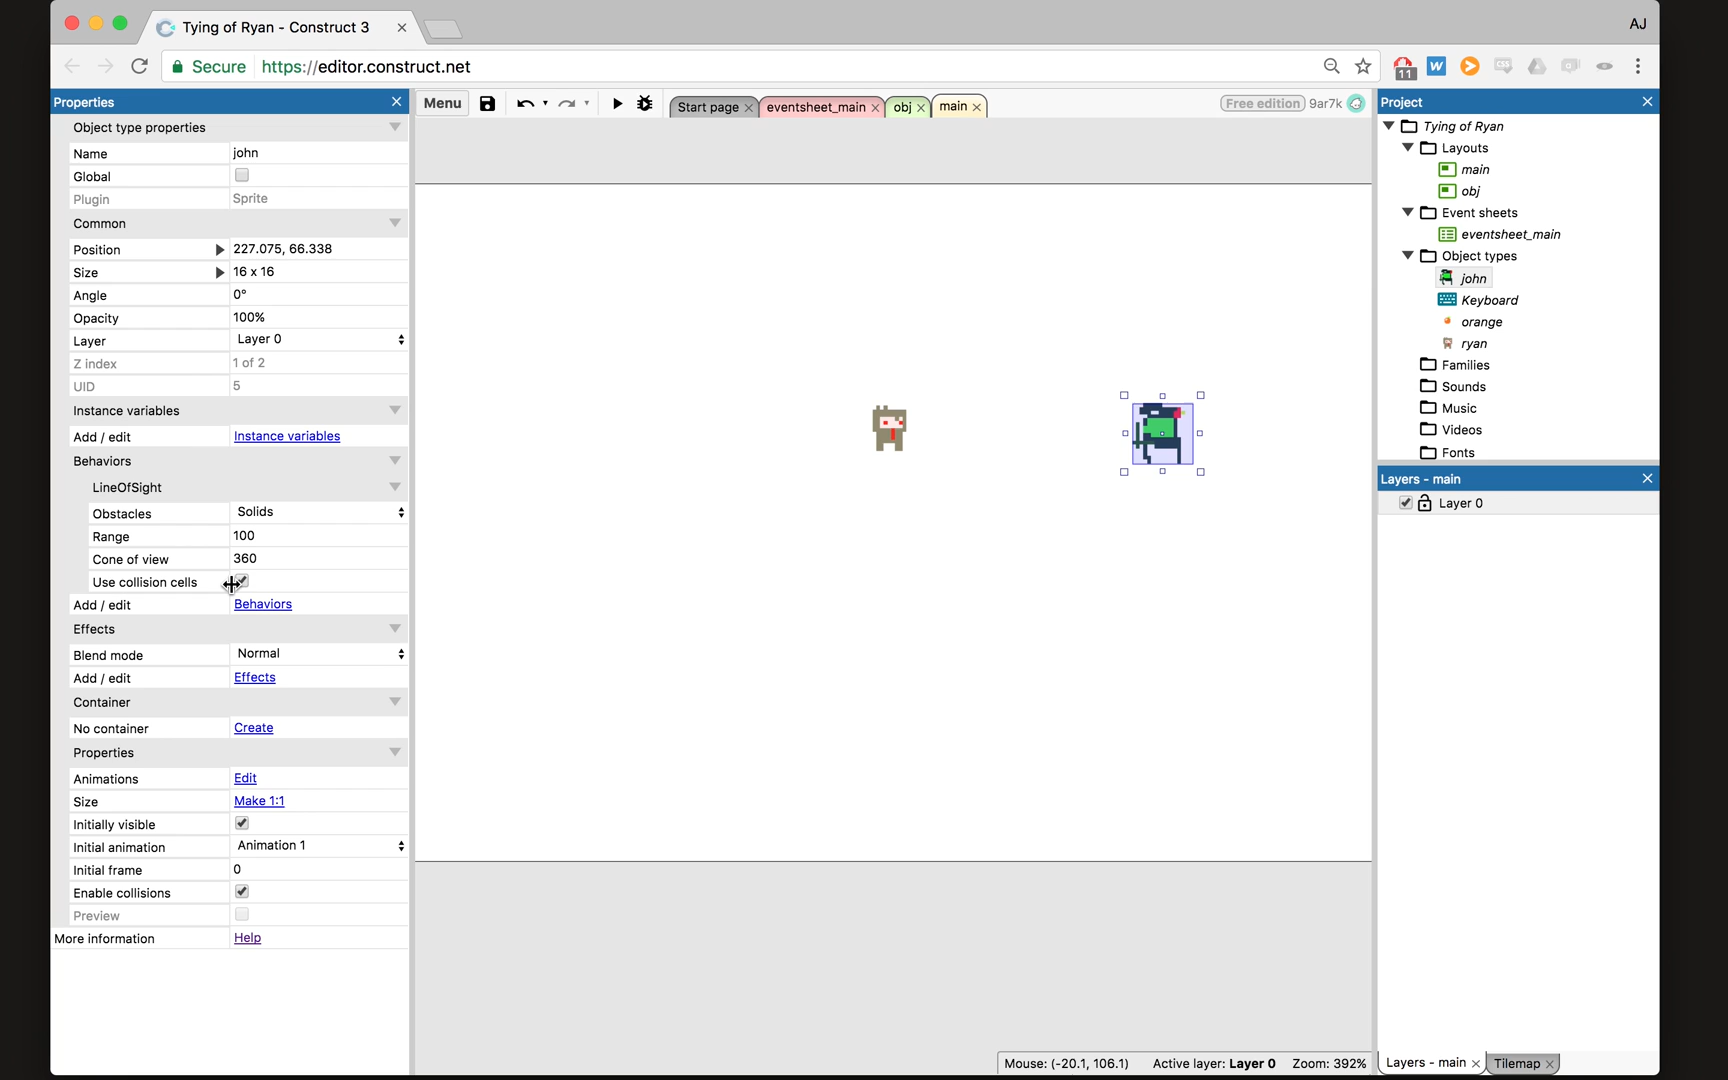 Tying of Ryan - Construct 3
AJ
Secure https://editor.construct.net
11
W
Properties
Object type properties
Name john
Global
Plugin Sprite
Common
Position 227.075, 66.338
Size 16 x 16
Angle 0°
Opacity 100%
Layer Layer 0
Z index 1 of 2
UID 5
Instance variables
Add / edit Instance variables
Behaviors
LineOfSight
Obstacles Solids
Range 100
Cone of view 360
Use collision cells
Add / edit Behaviors
Effects
Blend mode Normal
Add / edit Effects
Container
No container Create
Properties
Animations Edit
Size Make 1:1
Initially visible
Initial animation Animation 1
Initial frame 0
Enable collisions
Preview
More information Help
Menu
Start page
eventsheet_main
obj
main
Free edition 9ar7k
Mouse: (-20.1, 106.1) Active layer: Layer 0 Zoom: 392%
Project
Tying of Ryan
Layouts
main
obj
Event sheets
eventsheet_main
Object types
john
Keyboard
orange
ryan
Families
Sounds
Music
Videos
Fonts
Layers - main
Layer 0
Layers - main
Tilemap